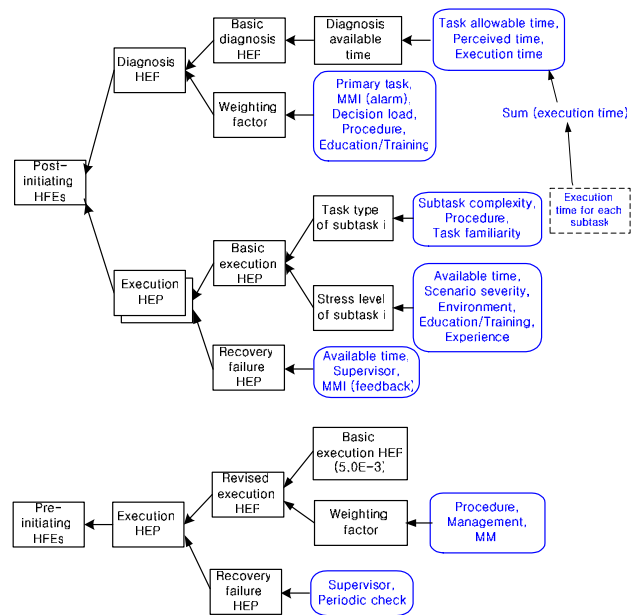 Basic
diagnosis
HEF
Diagnosis
available
time
Task allowable time,
Perceived time,
Execution time
Diagnosis
HEF
Weighting
factor
Primary task,
MMI (alarm),
Decision load,
Procedure,
Education/Training
Sum (execution time)
Post-
initiating
HFEs
Execution
time for each
subtask
Task type
of subtask i
Subtask complexity,
Procedure,
Task familiarity
Basic
execution
HEP
Execution
HEP
Stress level
of subtask i
Available time,
Scenario severity,
Environment,
Education/Training,
Experience
Recovery
failure
HEP
Available time,
Supervisor,
MMI (feedback)
Basic
execution HEF
(5.0E-3)
Revised
execution
HEF
Pre-
initiating
HFEs
Execution
HEP
Weighting
factor
Procedure,
Management,
MM
Recovery
failure HEP
Supervisor,
Periodic check